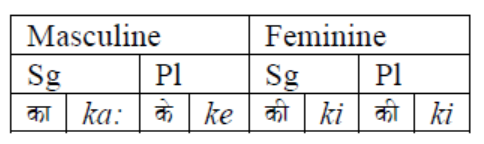 Masculine Feminine
Sg Pl Sg Pl
का ka: के ke की ki की ki